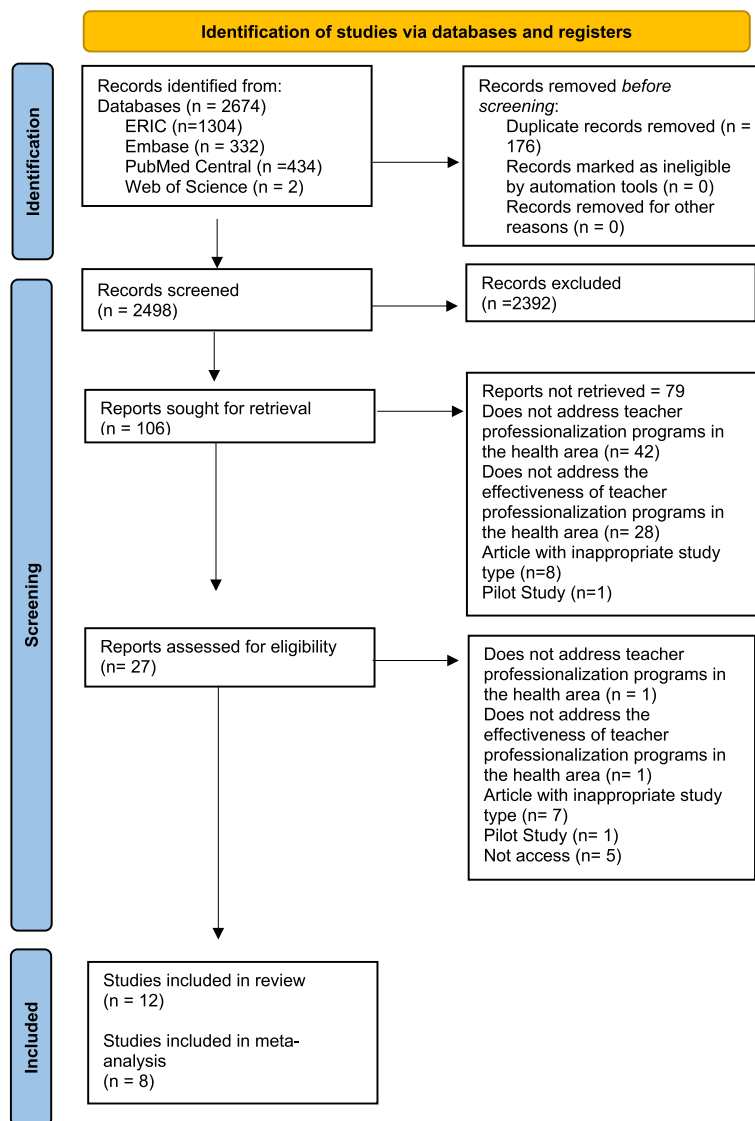 Identification of studies via databases and registers
Identification
Records identified from:
Databases (n = 2674)
ERIC (n=1304)
Embase (n = 332)
PubMed Central (n =434)
Web of Science (n = 2)
Records removed before
screening:
Duplicate records removed (n =
176)
Records marked as ineligible
by automation tools (n = 0)
Records removed for other
reasons (n = 0)
Screening
Records screened
(n = 2498)
Records excluded
(n =2392)
Reports sought for retrieval
(n = 106)
Reports not retrieved = 79
Does not address teacher
professionalization programs in
the health area (n= 42)
Does not address the
effectiveness of teacher
professionalization programs in
the health area (n= 28)
Article with inappropriate study
type (n=8)
Pilot Study (n=1)
Reports assessed for eligibility
(n= 27)
Does not address teacher
professionalization programs in
the health area (n = 1)
Does not address the
effectiveness of teacher
professionalization programs in
the health area (n= 1)
Article with inappropriate study
type (n= 7)
Pilot Study (n= 1)
Not access (n= 5)
Included
Studies included in review
(n = 12)
Studies included in meta-
analysis
(n = 8)